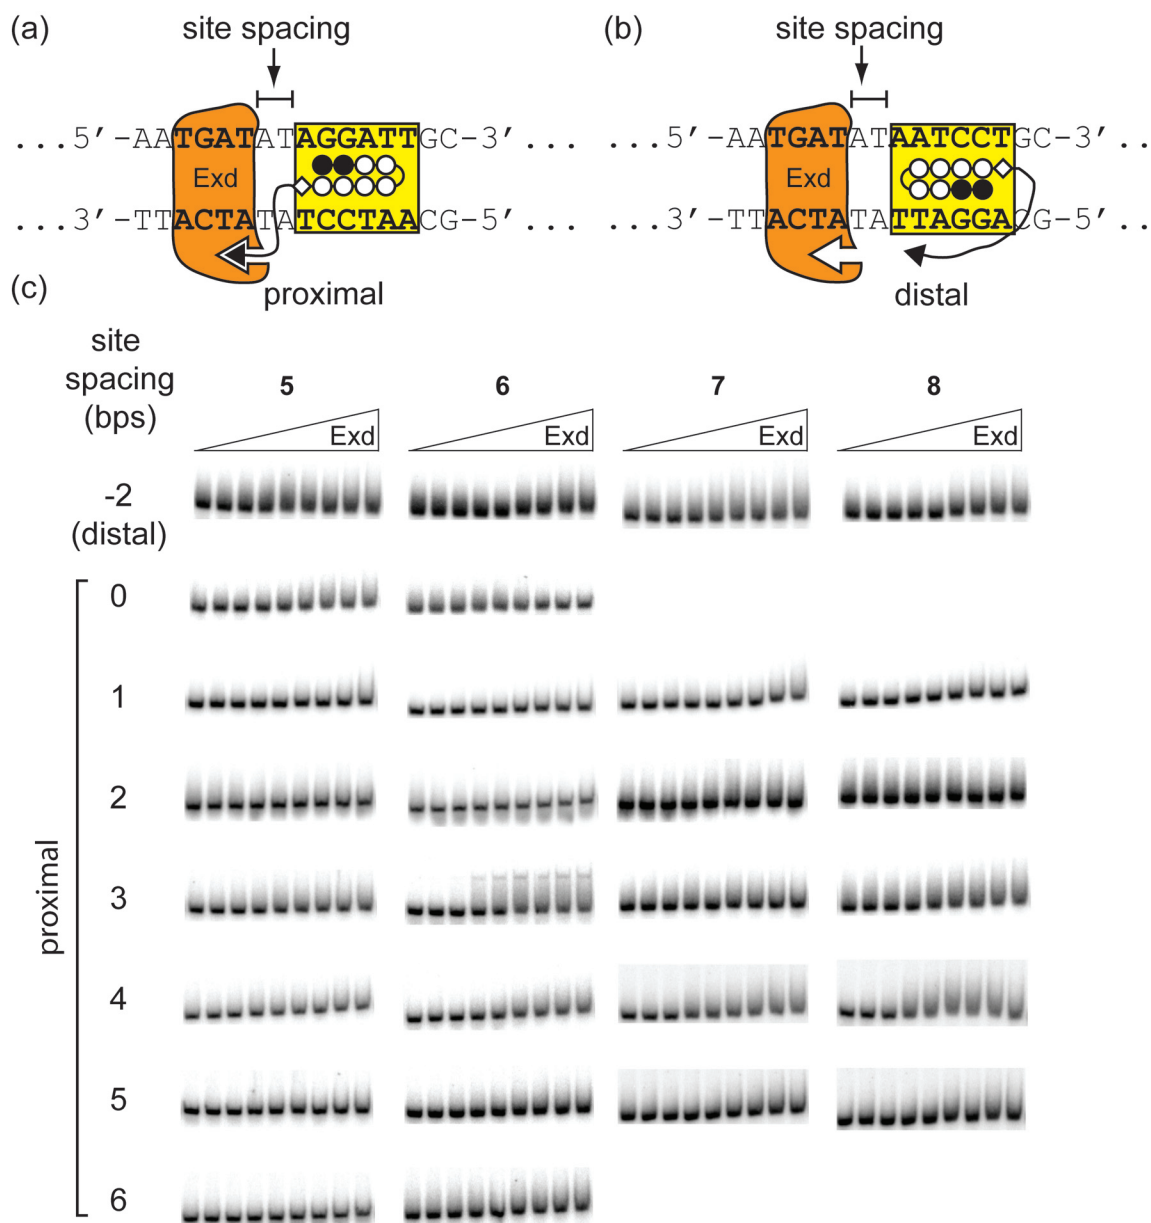 (a)
site spacing
...5′-AATGATATAGGATTGC-3′ ...
Exd
...3′-TTACTATATCCTAACG-5′ ...
proximal
(b)
site spacing
...5′-AATGATATAATCCTGC-3′ ...
Exd
...3′-TTACTATATTAGGACG-5′ ...
distal
(c)
site
spacing
(bps)
5 6 7 8
Exd Exd Exd Exd
-2
(distal)
proximal
0
1
2
3
4
5
6